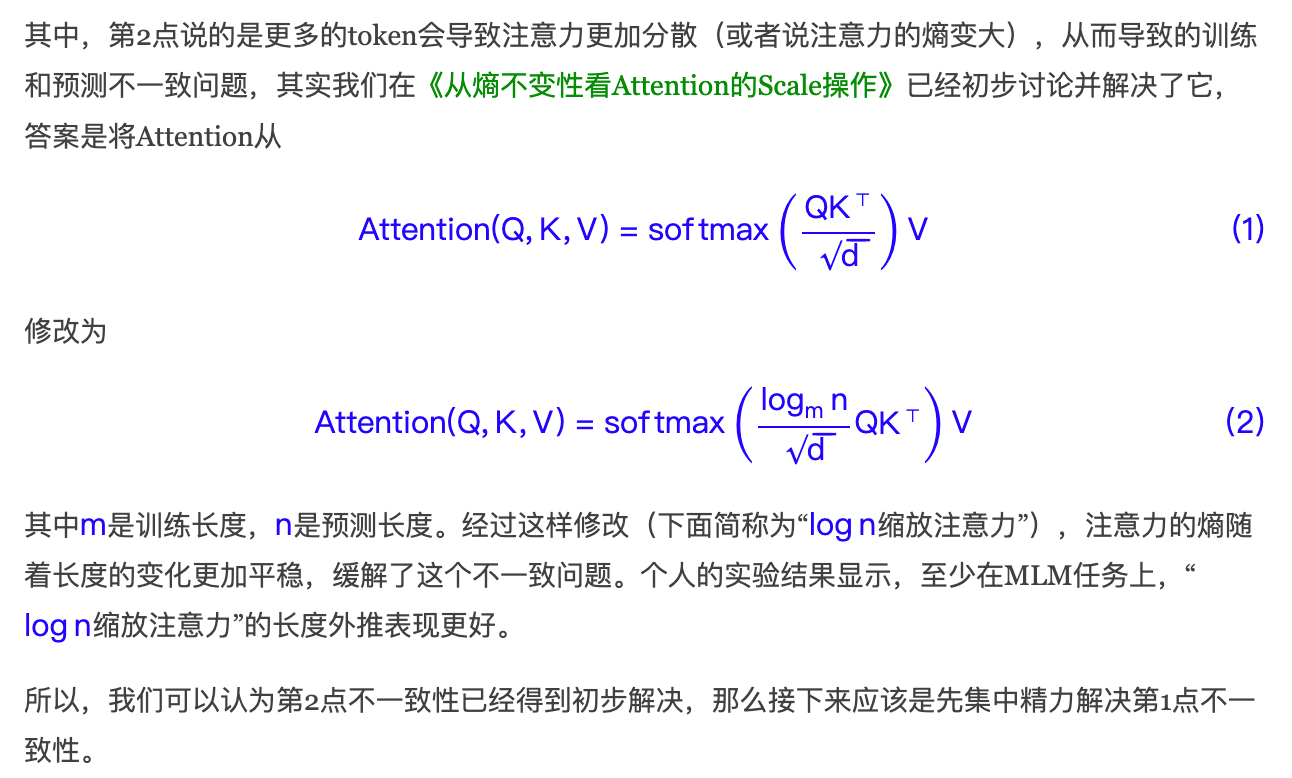 其中，第2点说的是更多的token会导致注意力更加分散（或者说注意力的熵变大），从而导致的训练
和预测不一致问题，其实我们在《从熵不变性看Attention的Scale操作》已经初步讨论并解决了它，
答案是将Attention从
Attention(Q, K, V) = softmax(QK⊤/√d)V (1)
修改为
Attention(Q, K, V) = softmax(logₘ n/√d QK⊤)V (2)
其中m是训练长度，n是预测长度。经过这样修改（下面简称为“log n缩放注意力”），注意力的熵随
着长度的变化更加平稳，缓解了这个不一致问题。个人的实验结果显示，至少在MLM任务上，“
log n缩放注意力”的长度外推表现更好。
所以，我们可以认为第2点不一致性已经得到初步解决，那么接下来应该是先集中精力解决第1点不一
致性。